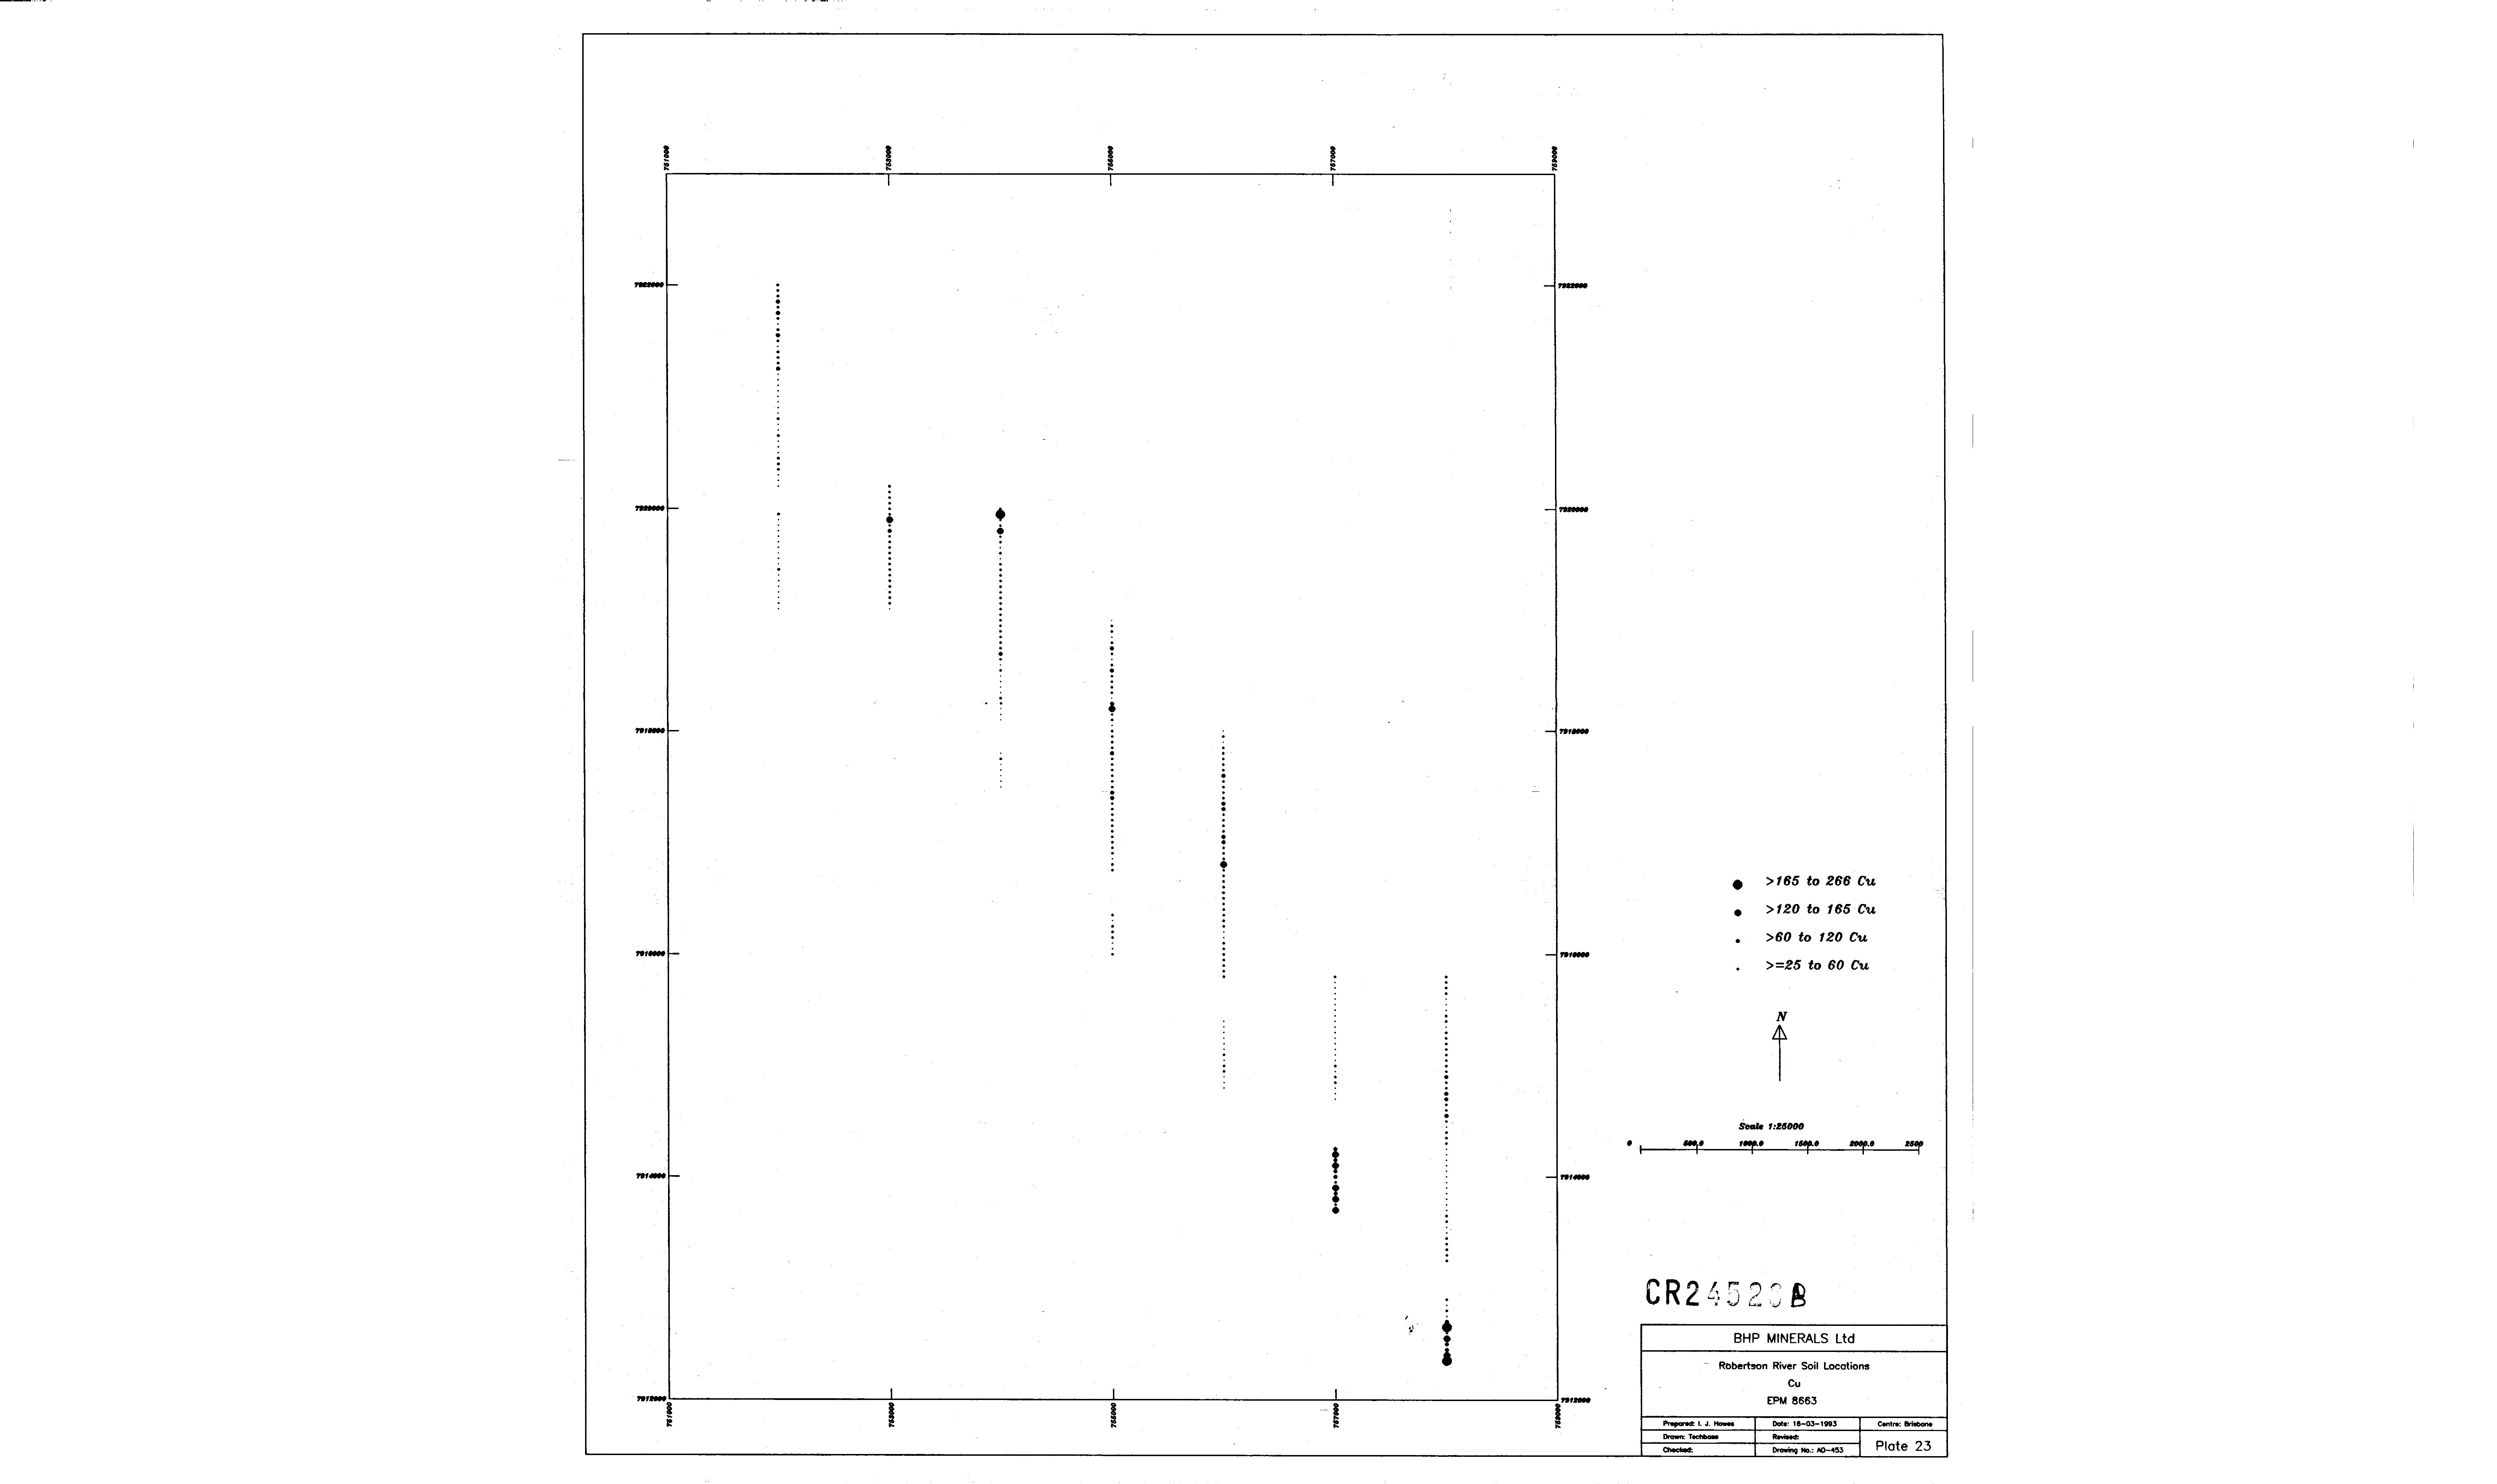 751000
753000
755000
757000
759000
7922000
7922000
7920000
7920000
7918000
7918000
7916000
7916000
7914000
7914000
7912000
7912000
751000
753000
755000
757000
759000
>165 to 266 Cu
>120 to 165 Cu
>60 to 120 Cu
>=25 to 60 Cu
N
Scale 1:25000
0 500.0 1000.0 1500.0 2000.0 2500
BHP MINERALS Ltd
Robertson River Soil Locations
Cu
EPM 8663
Prepared: I. J. Howes Date: 16-03-1993 Centre: Brisbane
Drawn: Techbase Revised:
Checked: Drawing No.: A0-453 Plate 23